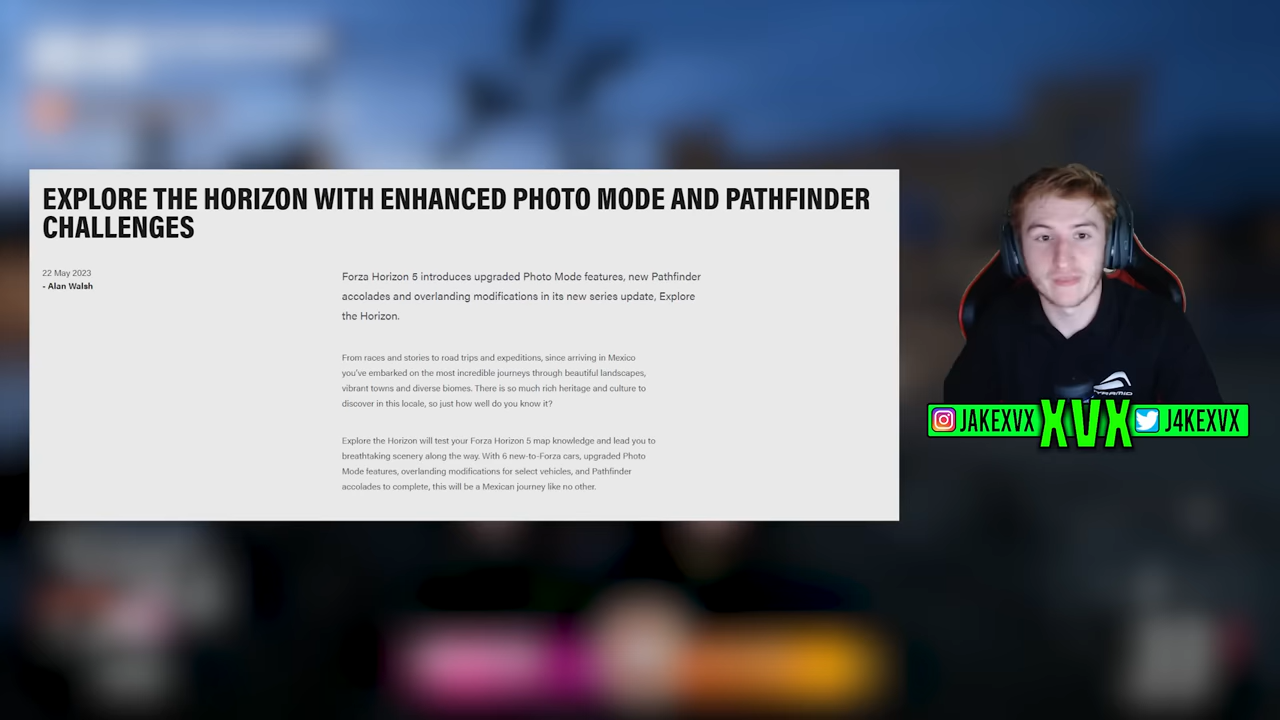 EXPLORE THE HORIZON WITH ENHANCED PHOTO MODE AND PATHFINDER
CHALLENGES
22 May 2023
- Alan Walsh
Forza Horizon 5 introduces upgraded Photo Mode features, new Pathfinder
accolades and overlanding modifications in its new series update, Explore
the Horizon.
From races and stories to road trips and expeditions, since arriving in Mexico
you've embarked on the most incredible journeys through beautiful landscapes,
vibrant towns and diverse biomes. There is so much rich heritage and culture to
discover in this locale, so just how well do you know it?
Explore the Horizon will test your Forza Horizon 5 map knowledge and lead you to
breathtaking scenery along the way. With 6 new-to-Forza cars, upgraded Photo
Mode features, overlanding modifications for select vehicles, and Pathfinder
accolades to complete, this will be a Mexican journey like no other.
JAKEXVX XVX J4KEXVX